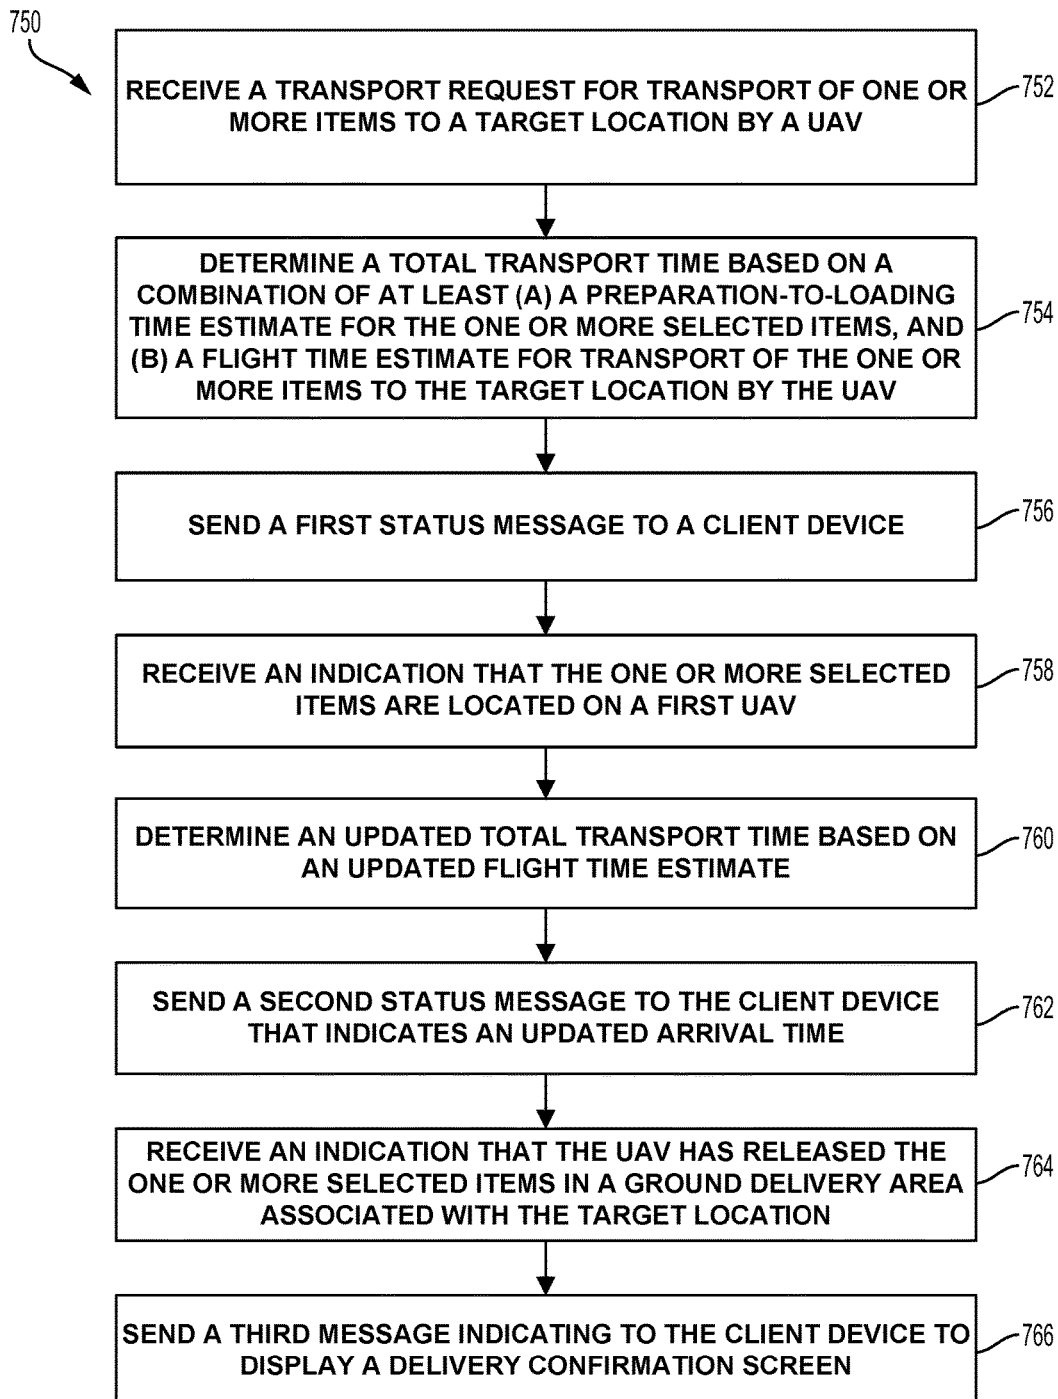 750
RECEIVE A TRANSPORT REQUEST FOR TRANSPORT OF ONE OR
MORE ITEMS TO A TARGET LOCATION BY A UAV
752
DETERMINE A TOTAL TRANSPORT TIME BASED ON A
COMBINATION OF AT LEAST (A) A PREPARATION-TO-LOADING
TIME ESTIMATE FOR THE ONE OR MORE SELECTED ITEMS, AND
(B) A FLIGHT TIME ESTIMATE FOR TRANSPORT OF THE ONE OR
MORE ITEMS TO THE TARGET LOCATION BY THE UAV
754
SEND A FIRST STATUS MESSAGE TO A CLIENT DEVICE
756
RECEIVE AN INDICATION THAT THE ONE OR MORE SELECTED
ITEMS ARE LOCATED ON A FIRST UAV
758
DETERMINE AN UPDATED TOTAL TRANSPORT TIME BASED ON
AN UPDATED FLIGHT TIME ESTIMATE
760
SEND A SECOND STATUS MESSAGE TO THE CLIENT DEVICE
THAT INDICATES AN UPDATED ARRIVAL TIME
762
RECEIVE AN INDICATION THAT THE UAV HAS RELEASED THE
ONE OR MORE SELECTED ITEMS IN A GROUND DELIVERY AREA
ASSOCIATED WITH THE TARGET LOCATION
764
SEND A THIRD MESSAGE INDICATING TO THE CLIENT DEVICE TO
DISPLAY A DELIVERY CONFIRMATION SCREEN
766